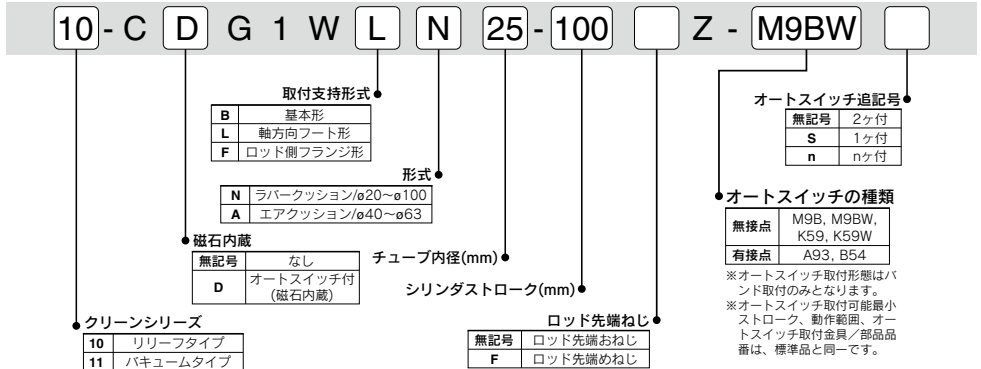 10 - C D G 1 W L N 25 - 100 Z - M9BW
取付支持形式
B 基本形
L 軸方向フート形
F ロッド側フランジ形
形式
N ラバークッション/ø20〜ø100
A エアクッション/ø40〜ø63
磁石内蔵
無記号 なし
D オートスイッチ付
(磁石内蔵)
クリーンシリーズ
10 リリーフタイプ
11 バキュームタイプ
チューブ内径(mm)
シリンダストローク(mm)
ロッド先端ねじ
無記号 ロッド先端おねじ
F ロッド先端めねじ
オートスイッチ追記号
無記号 2ヶ付
S 1ヶ付
n nヶ付
オートスイッチの種類
無接点 M9B, M9BW,
K59, K59W
有接点 A93, B54
※オートスイッチ取付形態はバ
ンド取付のみとなります。
※オートスイッチ取付可能最小
ストローク、動作範囲、オー
トスイッチ取付金具／部品品
番は、標準品と同一です。